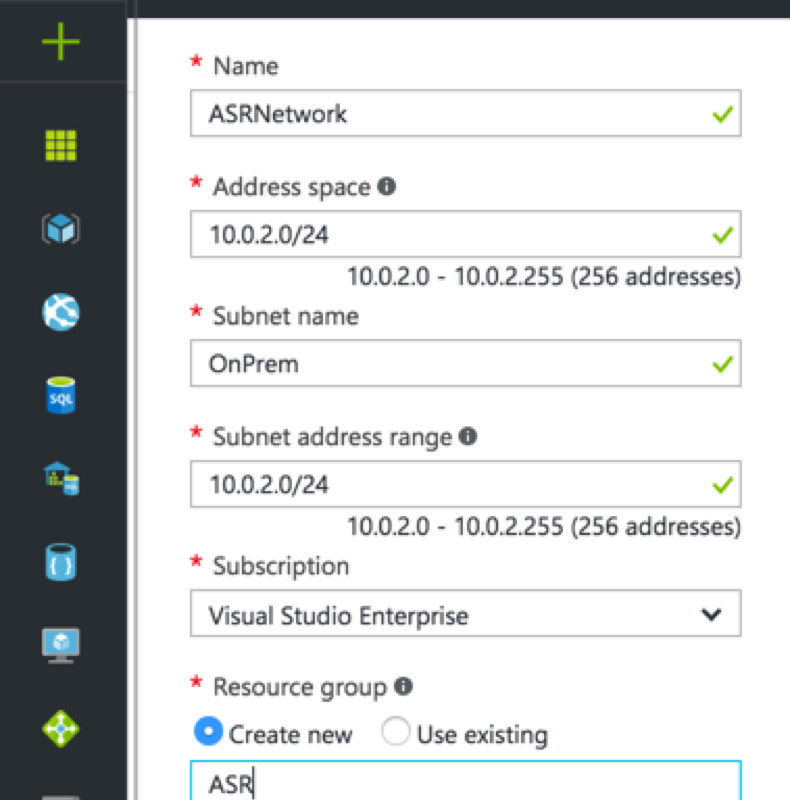 * Name
ASRNetwork
* Address space
10.0.2.0/24
10.0.2.0 - 10.0.2.255 (256 addresses)
* Subnet name
OnPrem
* Subnet address range
10.0.2.0/24
10.0.2.0 - 10.0.2.255 (256 addresses)
* Subscription
Visual Studio Enterprise
* Resource group
Create new Use existing
ASR
SQL